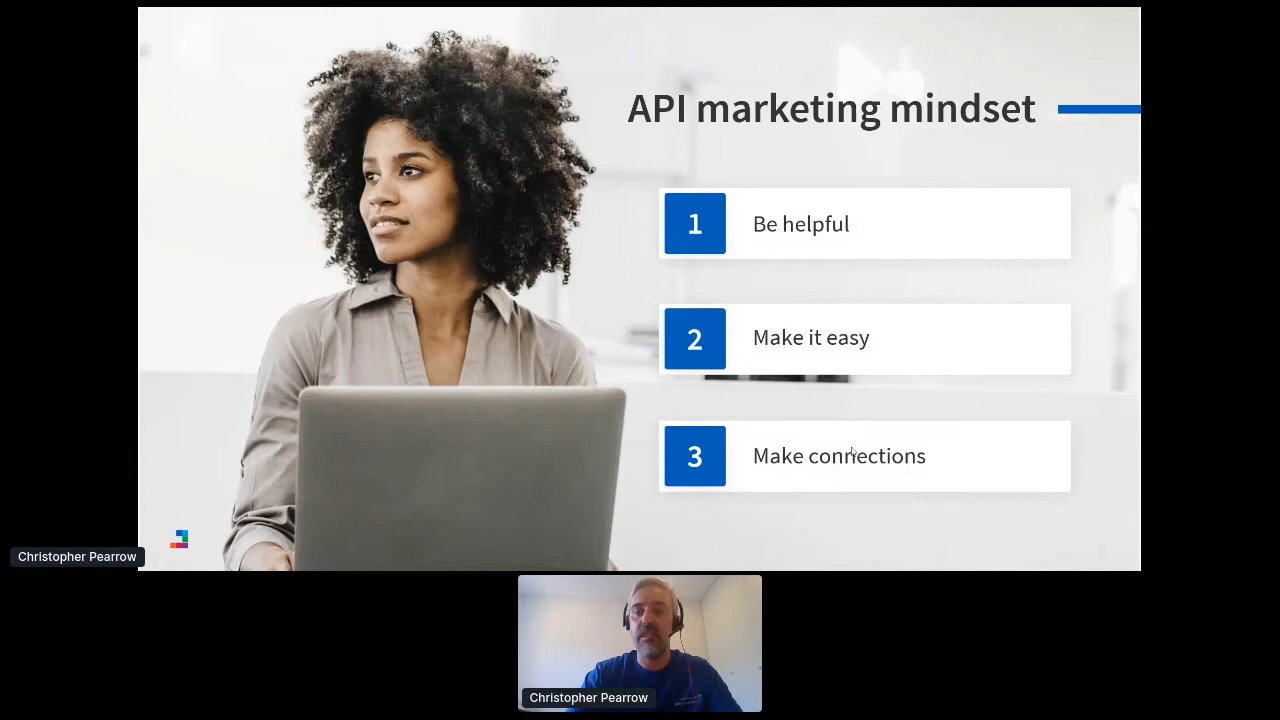 API marketing mindset
1
Be helpful
2
Make it easy
3
Make connections
Christopher Pearrow
Christopher Pearrow